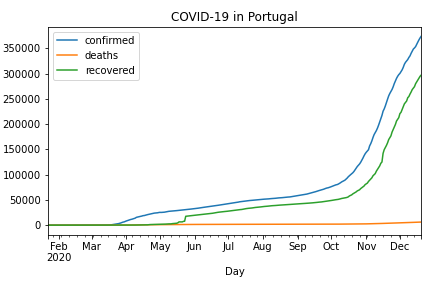 COVID-19 in Portugal
confirmed
deaths
recovered
350000
300000
250000
200000
150000
100000
50000
0
Feb Mar Apr May Jun Jul Aug Sep Oct Nov Dec
2020
Day